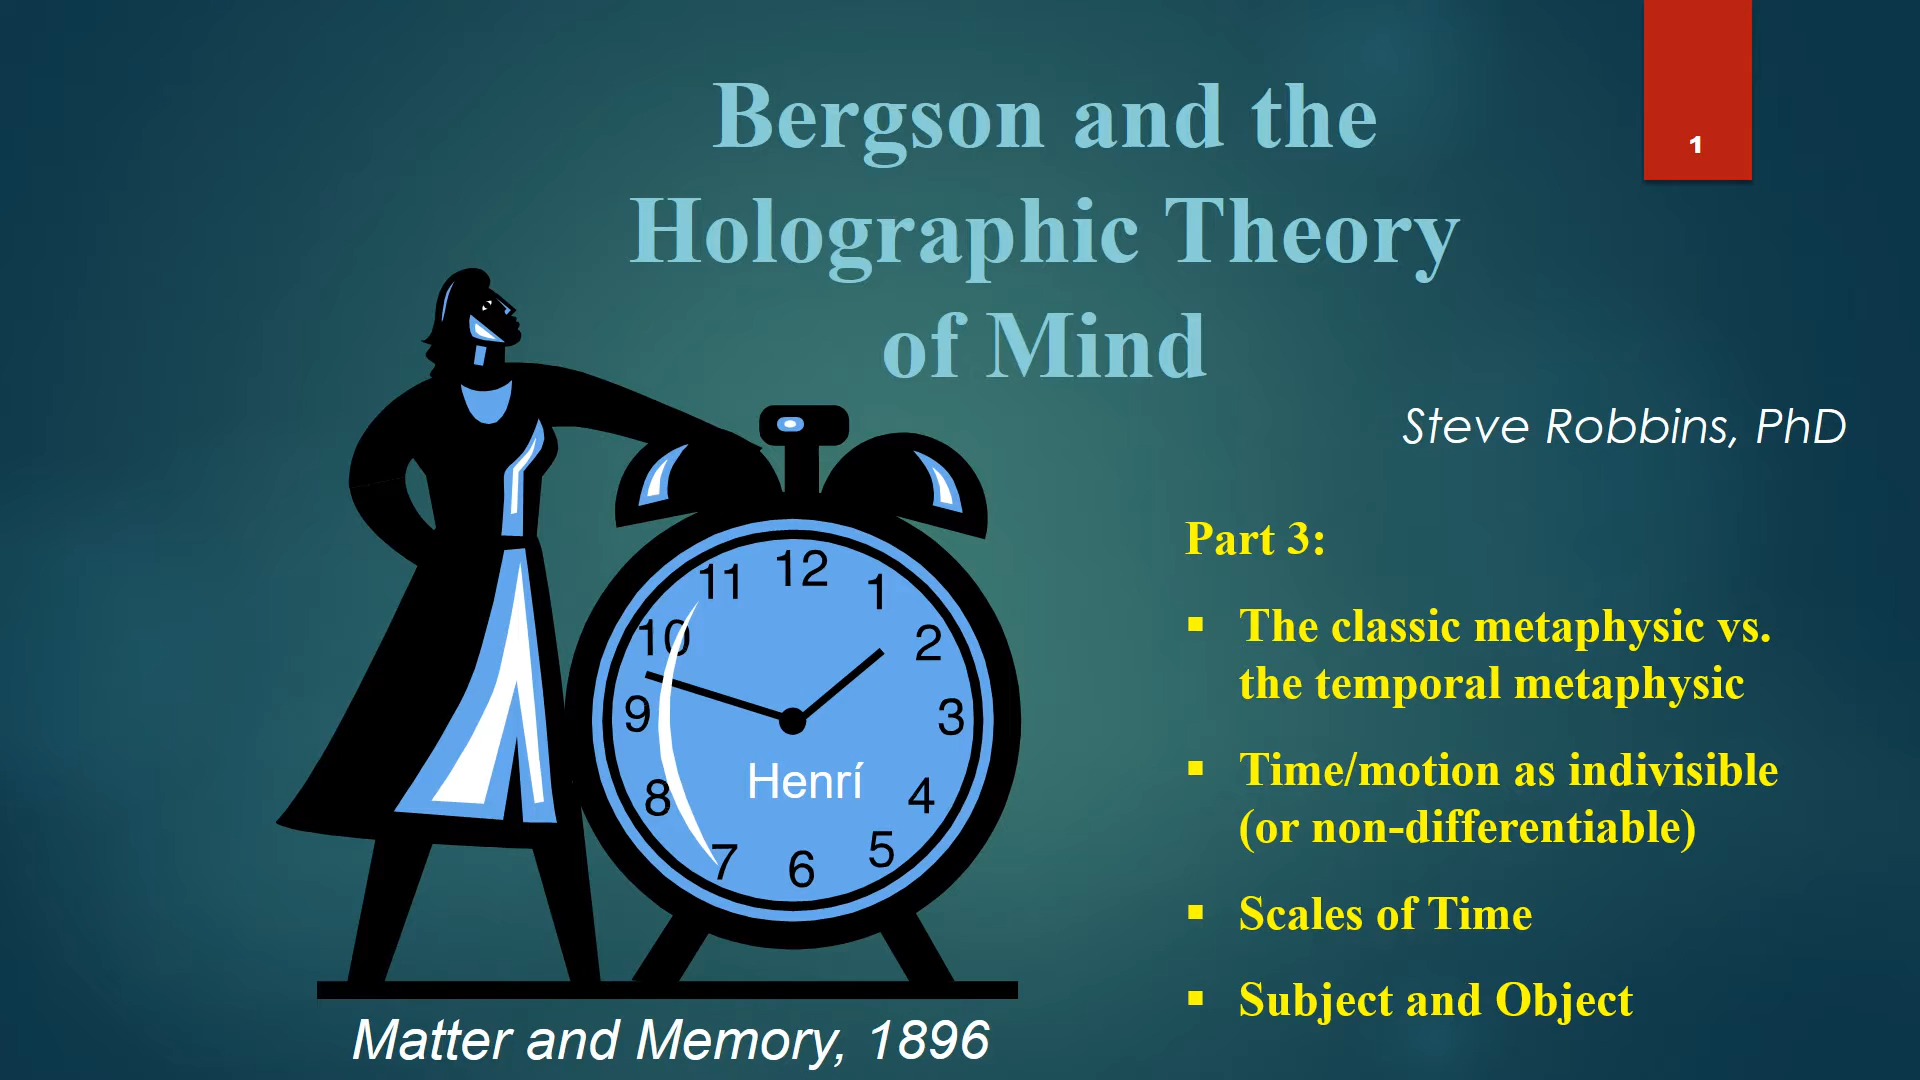 Bergson and the
Holographic Theory
of Mind
1
Steve Robbins, PhD
Part 3:
▪ The classic metaphysic vs.
the temporal metaphysic
▪ Time/motion as indivisible
(or non-differentiable)
▪ Scales of Time
▪ Subject and Object
12
11
1
10
2
9
3
Henrí
8
4
7
5
6
Matter and Memory, 1896